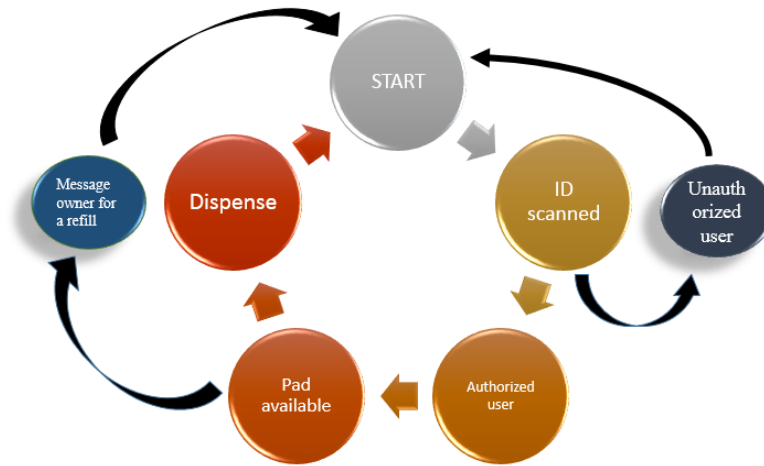 START
ID
scanned
Unauth
orized
user
Authorized
user
Pad
available
Dispense
Message
owner for
a refill